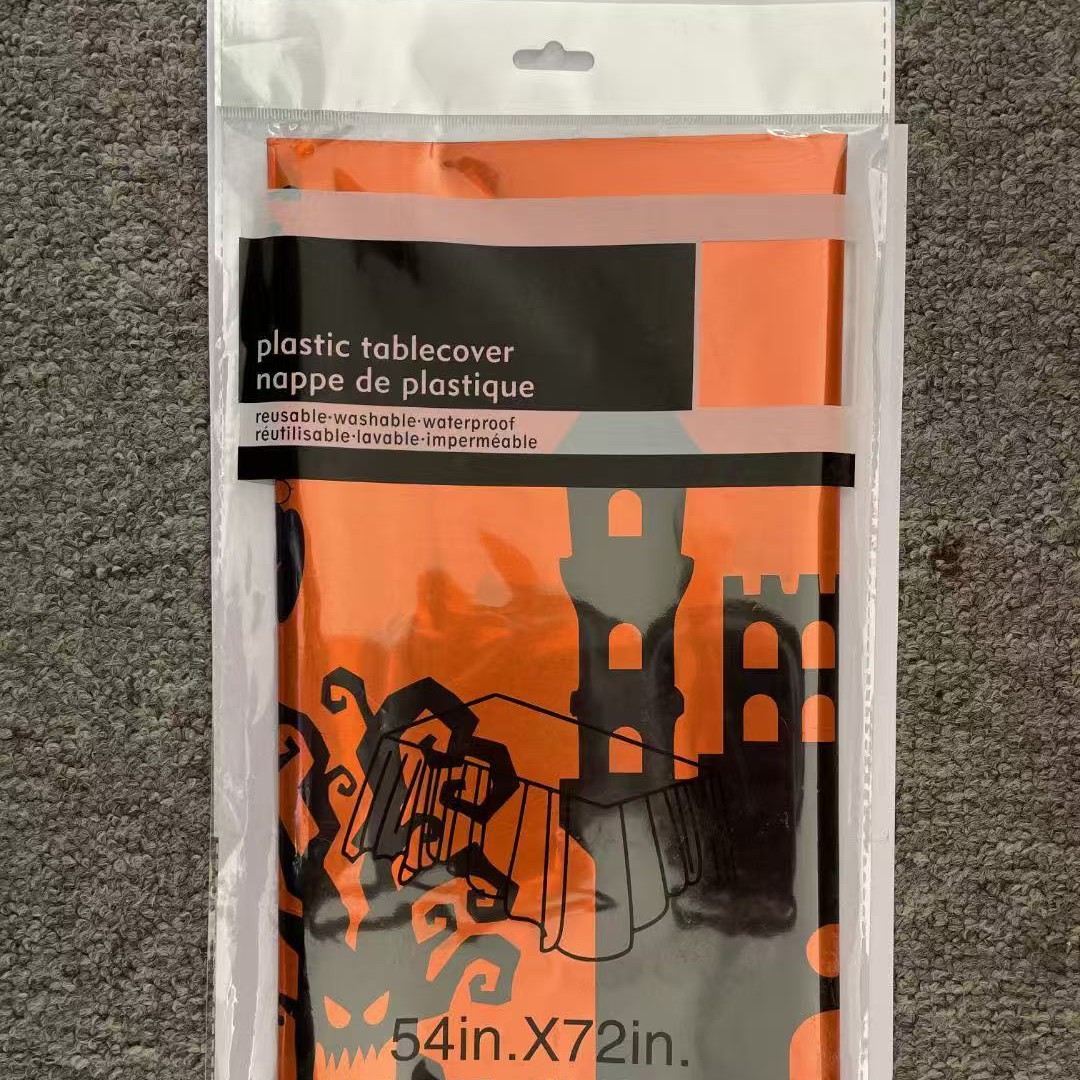 plastic tablecover
nappe de plastique
reusable·washable·waterproof
réutilisable·lavable·imperméable
54in.X72in.